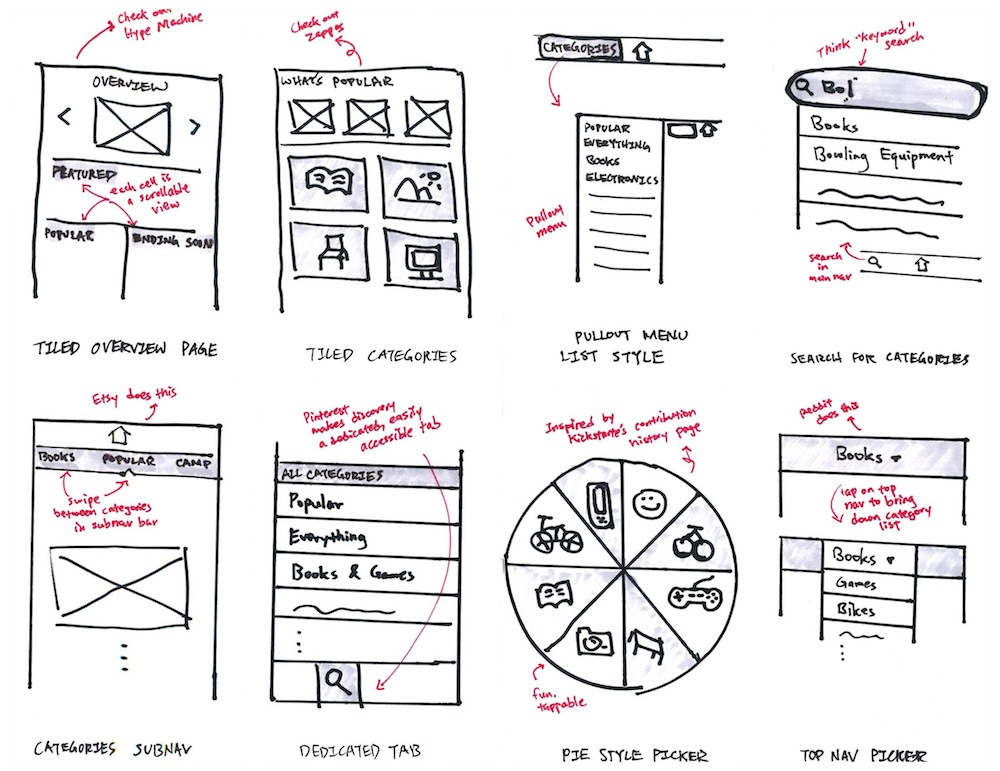 Check out
Hype Machine
OVERVIEW
<
>
FEATURED
each cell is
a scrollable
view
POPULAR
ENDING SOON
TILED OVERVIEW PAGE
Check out
Zappos
WHATS POPULAR
TILED CATEGORIES
CATEGORIES
POPULAR
EVERYTHING
BOOKS
ELECTRONICS
Pullout
menu
PULLOUT MENU
LIST STYLE
Think "keyword"
search
Bol
Books
Bowling Equipment
search
in
main nav
SEARCH FOR CATEGORIES
Etsy does this
BOOKS
POPULAR
CAMP
swipe
between categories
in subnav bar
CATEGORIES SUBNAV
Pinterest
makes discovery
a dedicated, easily
accessible tab
ALL CATEGORIES
Popular
Everything
Books & Games
DEDICATED TAB
Inspired by
Kickstarter's contribution
history page
fun,
tappable
PIE STYLE PICKER
Reddit
does this
Books
tap on top
nav to bring
down category
list
Books
Games
Bikes
TOP NAV PICKER